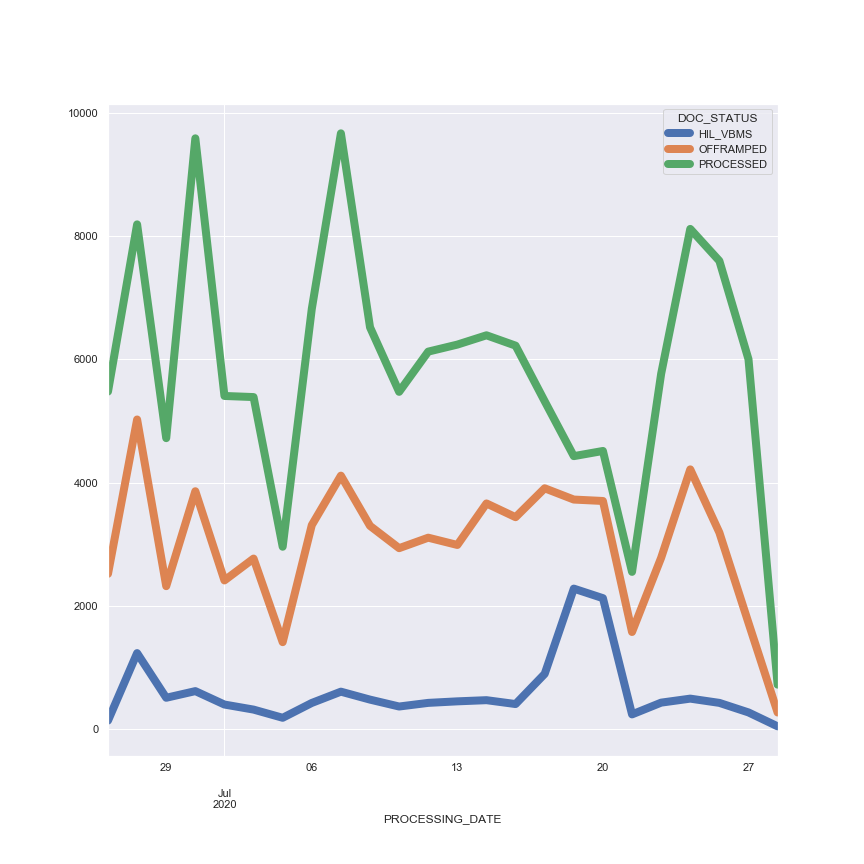 DOC_STATUS
HIL_VBMS
OFFRAMPED
PROCESSED
10000
8000
6000
4000
2000
0
29
06
13
20
27
Jul
2020
PROCESSING_DATE